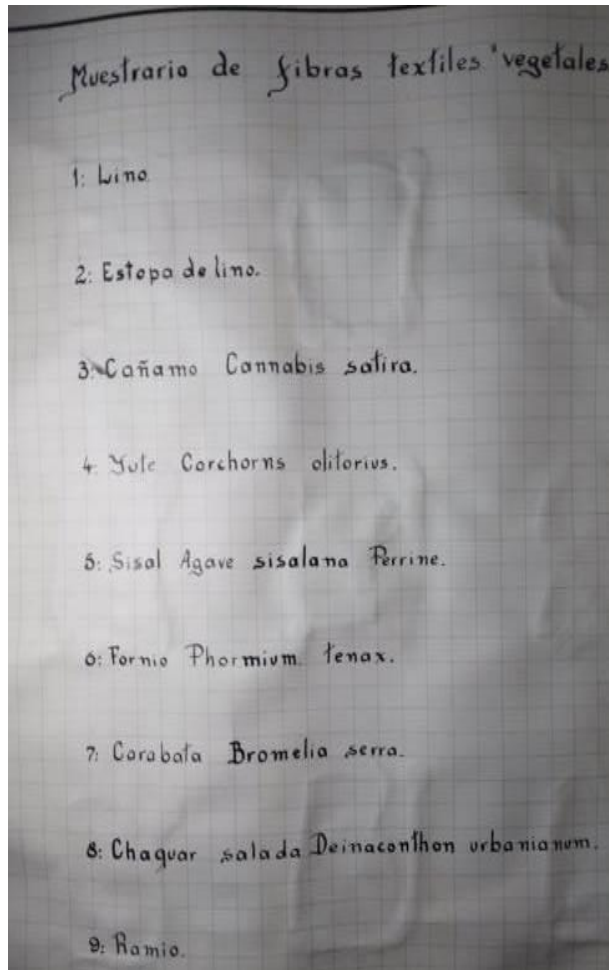 Muestrario de fibras textiles vegetales
1: Lino.
2: Estopa de lino.
3: Cañamo Cannabis satira.
4: Yute Corchorns olitorius.
5: Sisal Agave sisalana Perrine.
6: Fornio Phormium tenax.
7: Carabata Bromelia serra.
8: Chaguar salada Deinaconthon urbanianum.
9: Ramio.